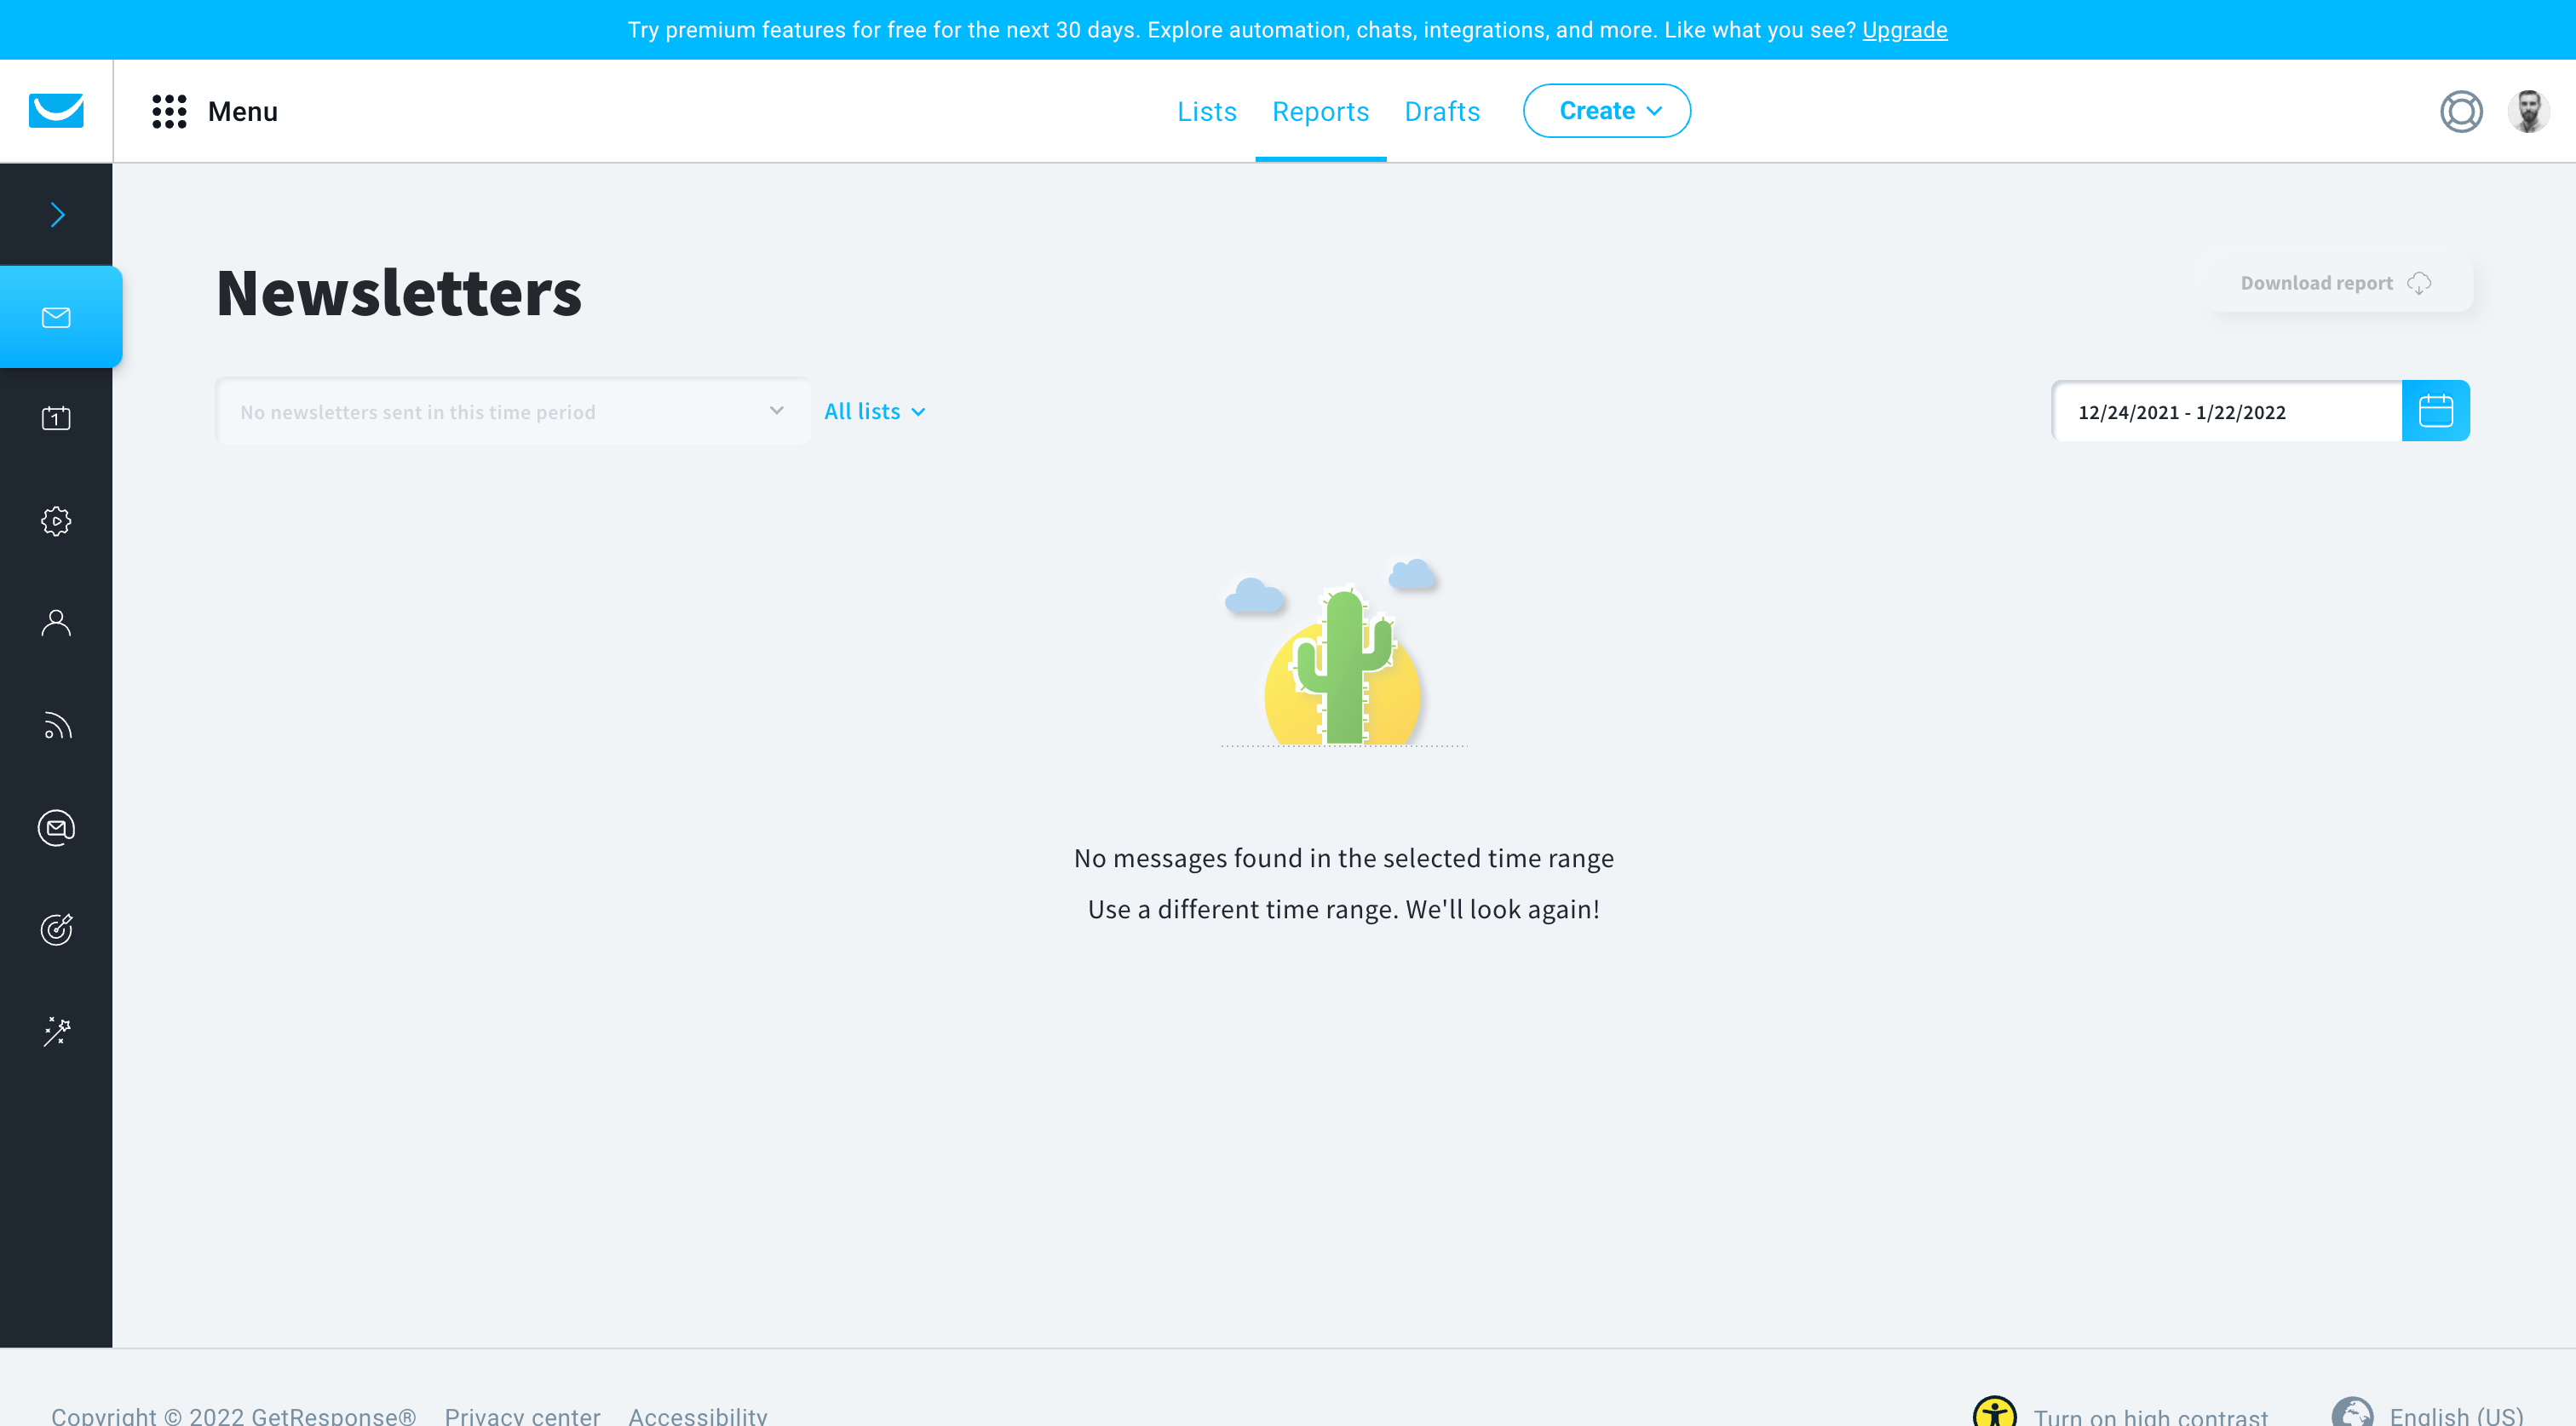 Try premium features for free for the next 30 days. Explore automation, chats, integrations, and more. Like what you see? Upgrade
Menu
Lists
Reports
Drafts
Create
Newsletters
Download report
No newsletters sent in this time period
All lists
12/24/2021 - 1/22/2022
1
No messages found in the selected time range
Use a different time range. We'll look again!
Copyright © 2022 GetResponse®
Privacy center
Accessibility
Turn on high contrast
English (US)